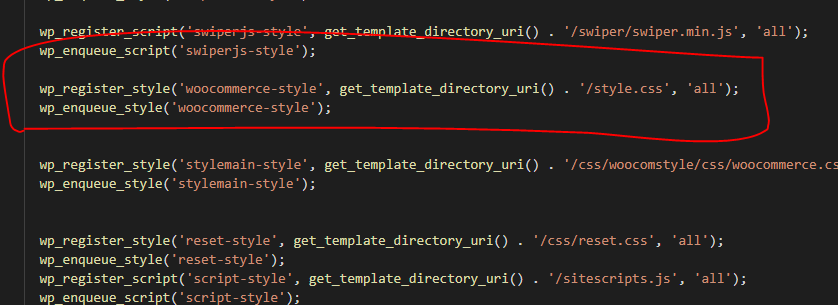 wp_register_script('swiperjs-style', get_template_directory_uri() . '/swiper/swiper.min.js', 'all');
wp_enqueue_script('swiperjs-style');
wp_register_style('woocommerce-style', get_template_directory_uri() . '/style.css', 'all');
wp_enqueue_style('woocommerce-style');
wp_register_style('stylemain-style', get_template_directory_uri() . '/css/woocomstyle/css/woocommerce.cs
wp_enqueue_style('stylemain-style');
wp_register_style('reset-style', get_template_directory_uri() . '/css/reset.css', 'all');
wp_enqueue_style('reset-style');
wp_register_script('script-style', get_template_directory_uri() . '/sitescripts.js', 'all');
wp_enqueue_script('script-style');